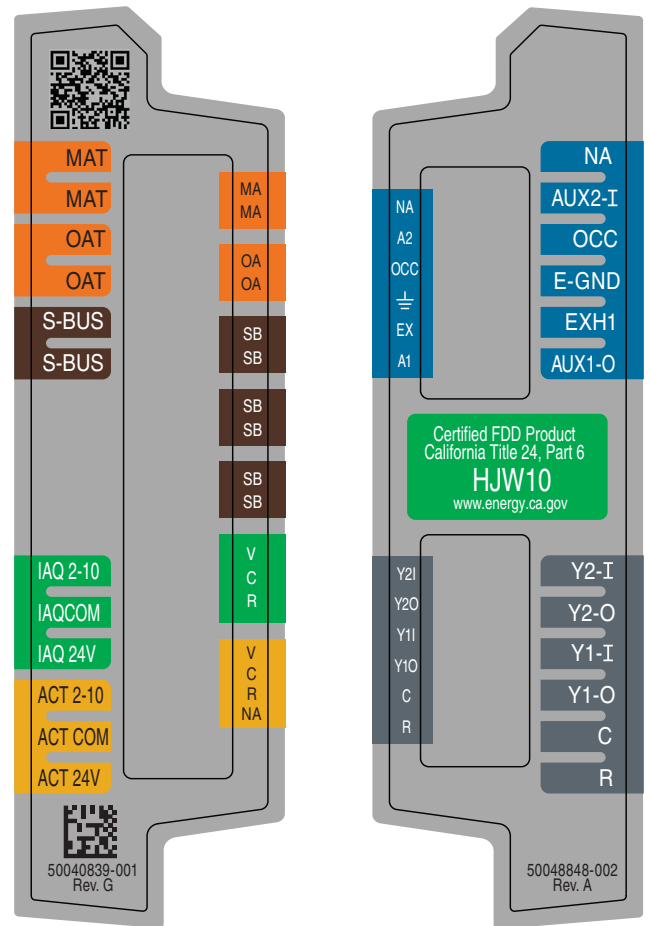 MAT
MAT
OAT
OAT
S-BUS
S-BUS
IAQ 2-10
IAQCOM
IAQ 24V
ACT 2-10
ACT COM
ACT 24V
MA
MA
OA
OA
SB
SB
SB
SB
SB
SB
V
C
R
V
C
R
NA
50040839-001
Rev. G
NA
A2
OCC
EX
A1
NA
AUX2-I
OCC
E-GND
EXH1
AUX1-O
Certified FDD Product
California Title 24, Part 6
HJW10
www.energy.ca.gov
Y2I
Y2O
Y1I
Y1O
C
R
Y2-I
Y2-O
Y1-I
Y1-O
C
R
50048848-002
Rev. A